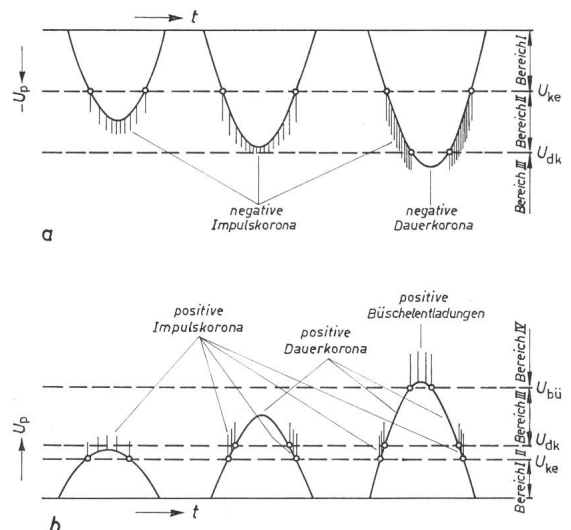 t
-Up
Bereich I
Uke
Bereich II
Udk
Bereich III
negative
Impulskorona
negative
Dauerkorona
a
positive
Impulskorona
positive
Dauerkorona
positive
Büschelentladungen
Bereich IV
Ubü
Bereich III
Up
Udk
Bereich I II
Uke
t
b